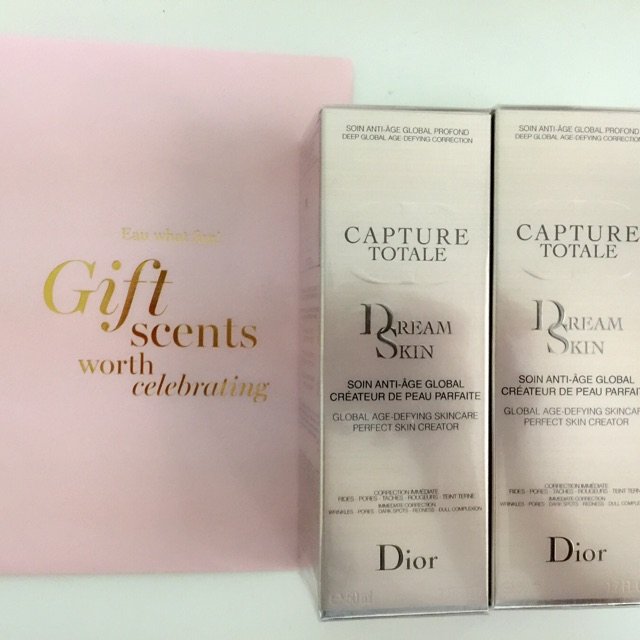 Eau what fun!
Gift
scents
worth
celebrating
SOIN ANTI-ÂGE GLOBAL PROFOND
DEEP GLOBAL AGE-DEFYING CORRECTION
CAPTURE
TOTALE
DREAM
SKIN
SOIN ANTI-ÂGE GLOBAL
CRÉATEUR DE PEAU PARFAITE
GLOBAL AGE-DEFYING SKINCARE
PERFECT SKIN CREATOR
CORRECTION IMMÉDIATE
RIDES · PORES · TACHES · ROUGEURS · TEINT TERNE
IMMEDIATE CORRECTION
WRINKLES · PORES · DARK SPOTS · REDNESS · DULL COMPLEXION
Dior
SOIN ANTI-ÂGE GLOBAL PROFOND
DEEP GLOBAL AGE-DEFYING CORRECTION
CAPTURE
TOTALE
DREAM
SKIN
SOIN ANTI-ÂGE GLOBAL
CRÉATEUR DE PEAU PARFAIT
GLOBAL AGE-DEFYING SKINCARE
PERFECT SKIN CREATOR
CORRECTION IMMÉDIATE
RIDES · PORES · TACHES · ROUGEURS · TEINT TERNE
IMMEDIATE CORRECTION
WRINKLES · PORES · DARK SPOTS · REDNESS · DULL COMPLEXION
Dior